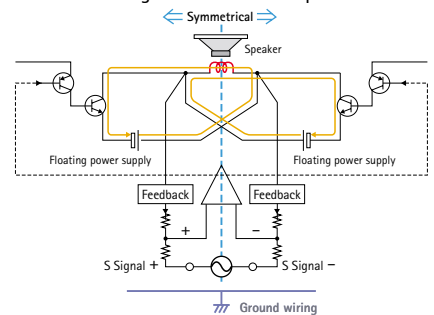 Symmetrical
Speaker
Floating power supply Floating power supply
Feedback Feedback
+ −
S Signal + S Signal −
Ground wiring